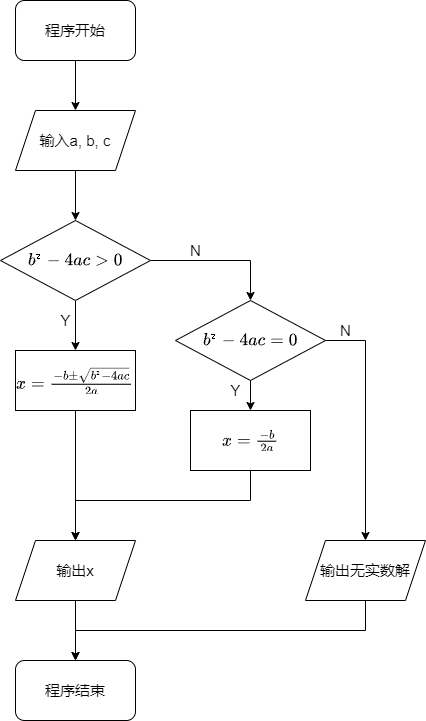 程序开始
输入a, b, c
b² − 4ac > 0
N
Y
b² − 4ac = 0
N
Y
x = (−b±√(b²−4ac))/(2a)
x = (−b)/(2a)
输出x
输出无实数解
程序结束